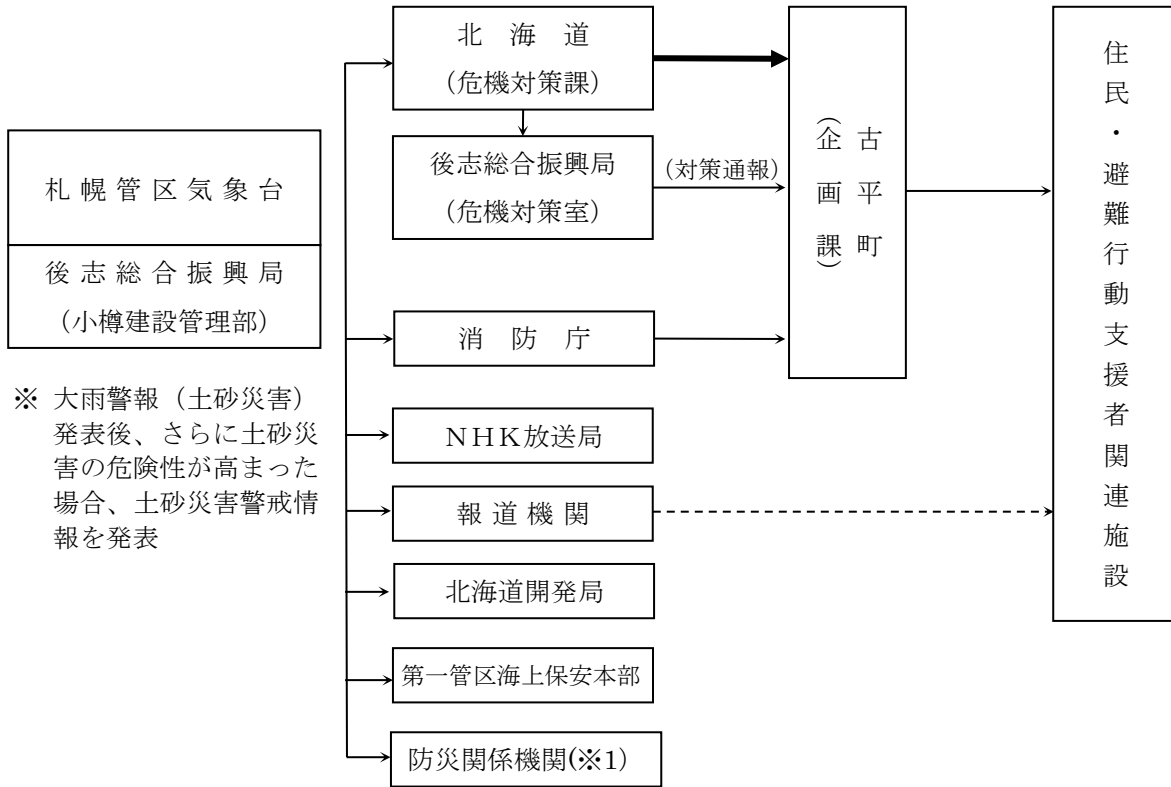 札幌管区気象台
後志総合振興局
（小樽建設管理部）
※ 大雨警報（土砂災害）
発表後、さらに土砂災
害の危険性が高まった
場合、土砂災害警戒情
報を発表
北海道
（危機対策課）
後志総合振興局
（危機対策室）
（対策通報）
消防庁
ＮＨＫ放送局
報道機関
北海道開発局
第一管区海上保安本部
防災関係機関(※1)
古平町
（企画課）
住民・避難行動支援者関連施設